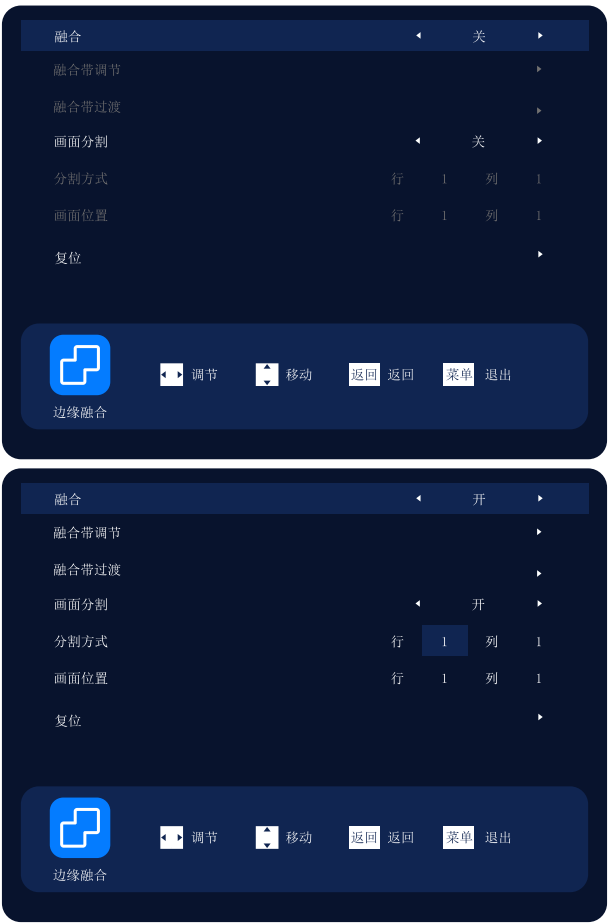 融合 关
融合带调节
融合带过渡
画面分割 关
分割方式 行 1 列 1
画面位置 行 1 列 1
复位
调节 移动 返回 返回 菜单 退出
边缘融合
融合 开
融合带调节
融合带过渡
画面分割 开
分割方式 行 1 列 1
画面位置 行 1 列 1
复位
调节 移动 返回 返回 菜单 退出
边缘融合